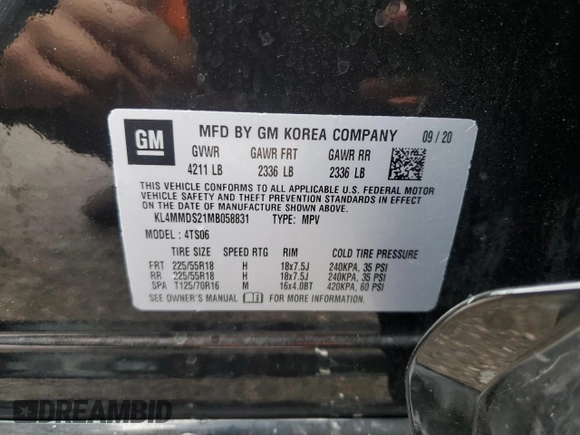 GM
MFD BY GM KOREA COMPANY 09/20
GVWR GAWR FRT GAWR RR
4211 LB 2336 LB 2336 LB
THIS VEHICLE CONFORMS TO ALL APPLICABLE U.S. FEDERAL MOTOR
VEHICLE SAFETY AND THEFT PREVENTION STANDARDS IN EFFECT ON
THE DATE OF MANUFACTURE SHOWN ABOVE.
KL4MMDS21MB058831 TYPE: MPV
MODEL: 4TS06
TIRE SIZE SPEED RTG RIM COLD TIRE PRESSURE
FRT 225/55R18 H 18x7.5J 240KPA, 35 PSI
RR 225/55R18 H 18x7.5J 240KPA, 35 PSI
SPA T125/70R16 M 16x4.0BT 420KPA, 60 PSI
SEE OWNER'S MANUAL FOR MORE INFORMATION.
DREAMBID